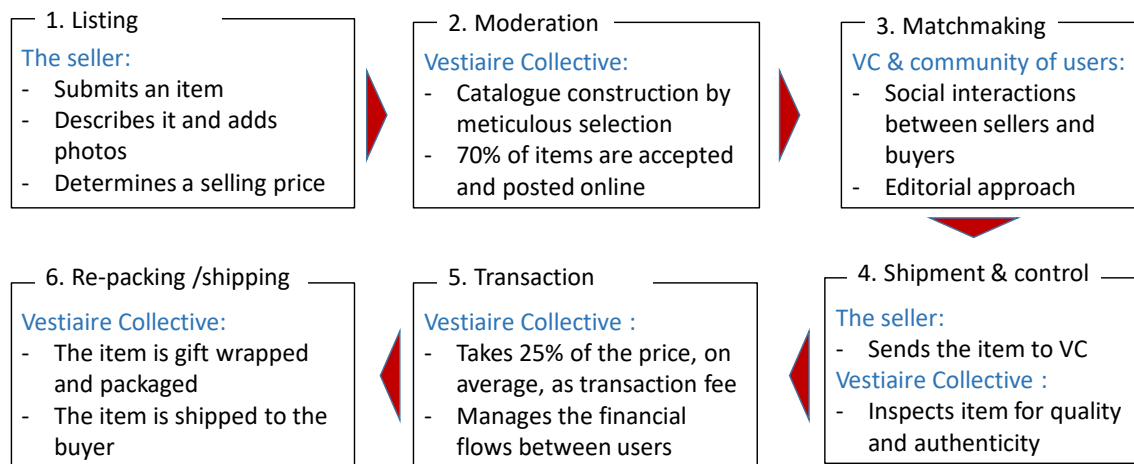 1. Listing
The seller:
- Submits an item
- Describes it and adds
photos
- Determines a selling price
2. Moderation
Vestiaire Collective:
- Catalogue construction by
meticulous selection
- 70% of items are accepted
and posted online
3. Matchmaking
VC & community of users:
- Social interactions
between sellers and
buyers
- Editorial approach
4. Shipment & control
The seller:
- Sends the item to VC
Vestiaire Collective :
- Inspects item for quality
and authenticity
5. Transaction
Vestiaire Collective :
- Takes 25% of the price, on
average, as transaction fee
- Manages the financial
flows between users
6. Re-packing /shipping
Vestiaire Collective:
- The item is gift wrapped
and packaged
- The item is shipped to the
buyer